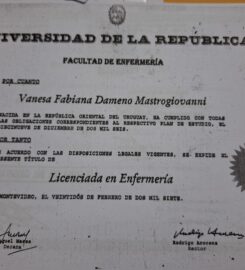 UNIVERSIDAD DE LA REPÚBLICA
FACULTAD DE ENFERMERÍA
POR CUANTO
Vanesa Fabiana Dameno Mastrogiovanni
NACIDA EN LA REPÚBLICA ORIENTAL DEL URUGUAY, HA CUMPLIDO CON TODAS
LAS OBLIGACIONES CORRESPONDIENTES AL RESPECTIVO PLAN DE ESTUDIO, EL
DIECINUEVE DE DICIEMBRE DE DOS MIL SEIS.
POR TANTO
DE ACUERDO CON LAS DISPOSICIONES LEGALES VIGENTES, SE EXPIDE EL
PRESENTE TÍTULO DE
Licenciada en Enfermería
MONTEVIDEO, EL VEINTIDÓS DE FEBRERO DE DOS MIL SIETE.
Rodrigo Arocena
Rector